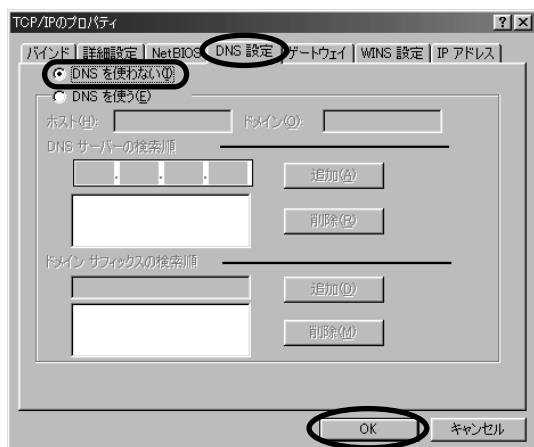 TCP/IPのプロパティ
バインド 詳細設定 NetBIOS DNS 設定 ゲートウェイ WINS 設定 IP アドレス
DNS を使わない(I)
DNS を使う(E)
ホスト(H): ドメイン(O):
DNS サーバーの検索順
追加(A)
削除(R)
ドメイン サフィックスの検索順
追加(D)
削除(M)
OK キャンセル